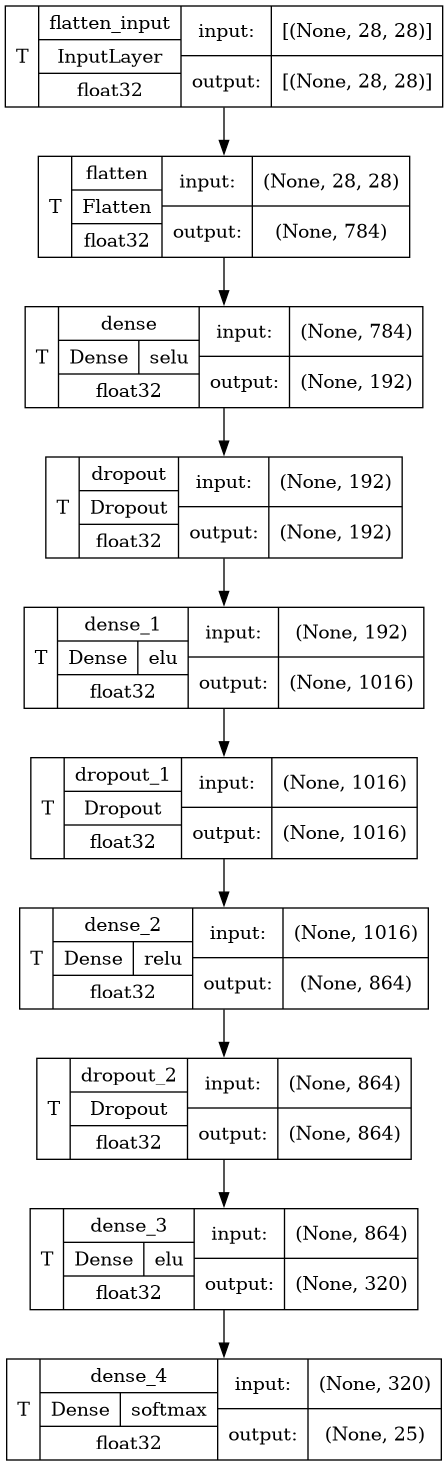 T flatten_input InputLayer float32 input: [(None, 28, 28)] output: [(None, 28, 28)]
T flatten Flatten float32 input: (None, 28, 28) output: (None, 784)
T dense Dense selu float32 input: (None, 784) output: (None, 192)
T dropout Dropout float32 input: (None, 192) output: (None, 192)
T dense_1 Dense elu float32 input: (None, 192) output: (None, 1016)
T dropout_1 Dropout float32 input: (None, 1016) output: (None, 1016)
T dense_2 Dense relu float32 input: (None, 1016) output: (None, 864)
T dropout_2 Dropout float32 input: (None, 864) output: (None, 864)
T dense_3 Dense elu float32 input: (None, 864) output: (None, 320)
T dense_4 Dense softmax float32 input: (None, 320) output: (None, 25)